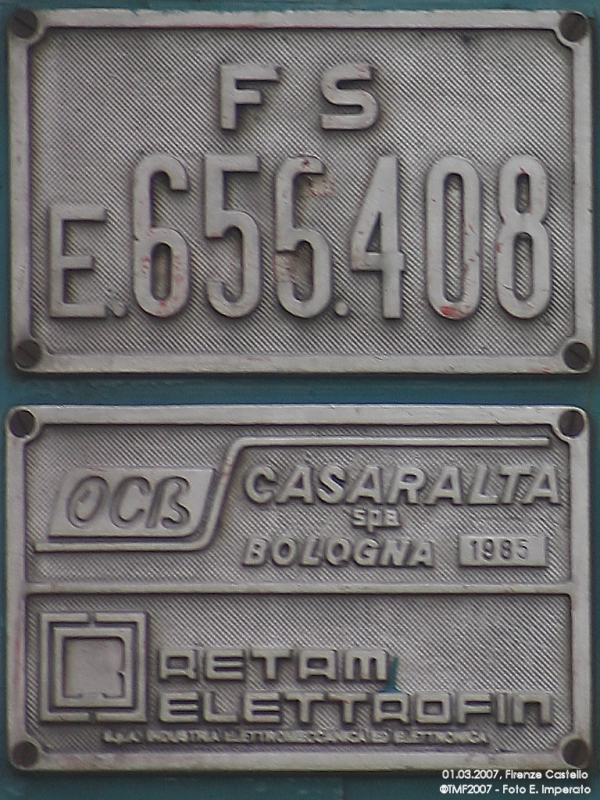 F S
E.656.408
OCB
CASARALTA
spa
BOLOGNA 1985
RETAM
ELETTROFIN
S.p.A. INDUSTRIA ELETTROMECCANICA ED ELETTRONICA
01.03.2007, Firenze Castello
©TMF2007 - Foto E. Imperato